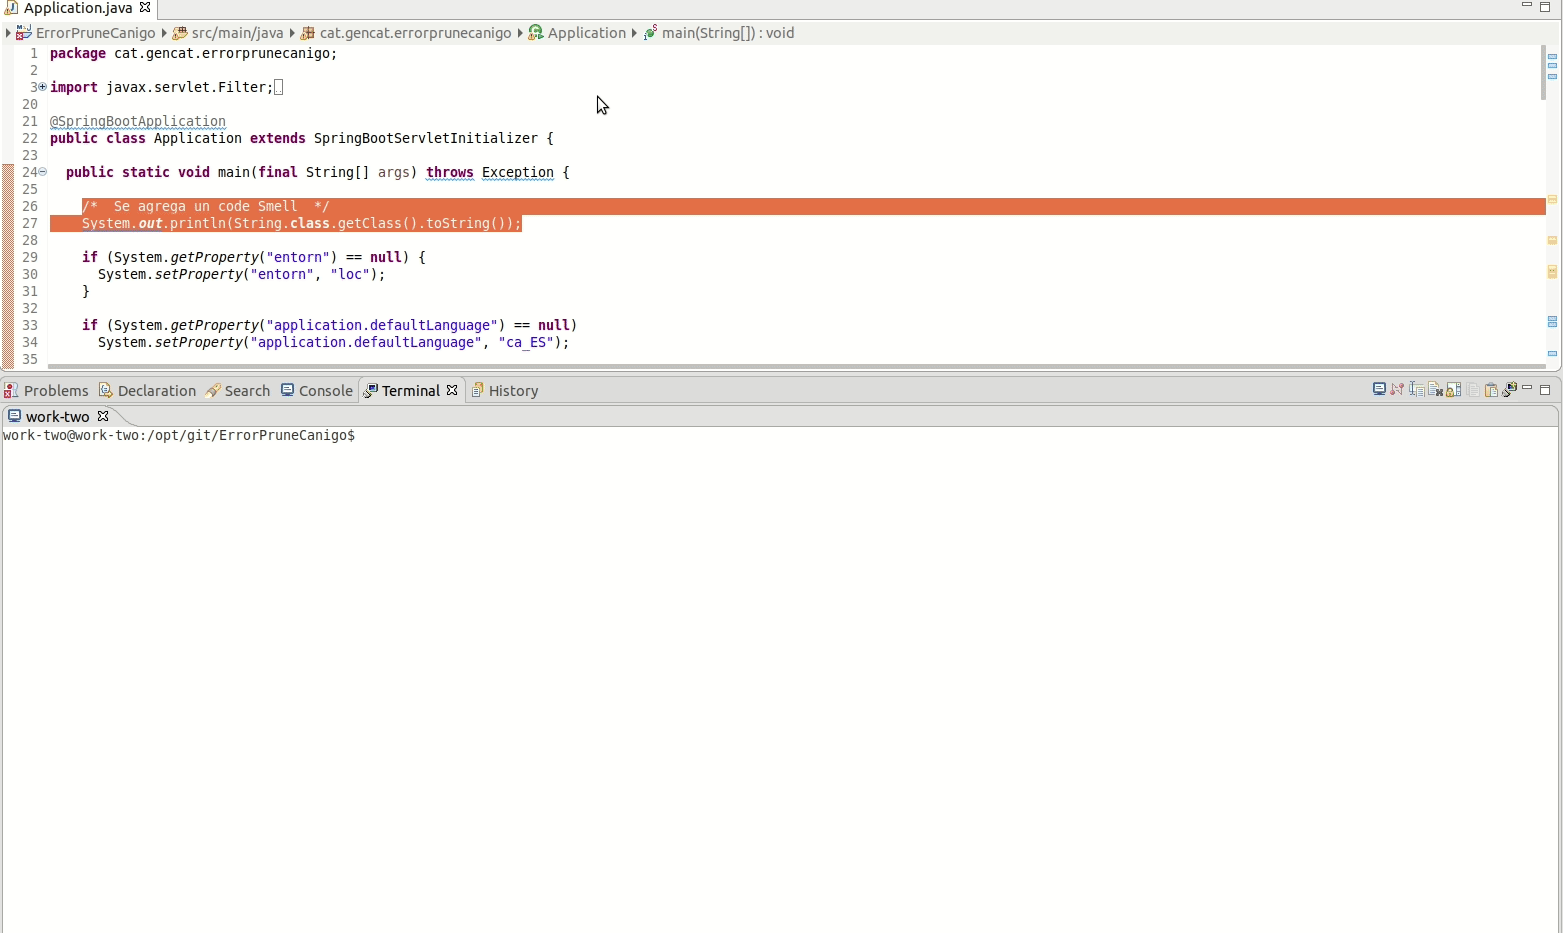 Application.java
ErrorPruneCanigo src/main/java cat.gencat.errorprunecanigo Application main(String[]) : void
1 package cat.gencat.errorprunecanigo;
2
3 import javax.servlet.Filter;
20
21 @SpringBootApplication
22 public class Application extends SpringBootServletInitializer {
23
24 public static void main(final String[] args) throws Exception {
25
26 /* Se agrega un code Smell */
27 System.out.println(String.class.getClass().toString());
28
29 if (System.getProperty("entorn") == null) {
30 System.setProperty("entorn", "loc");
31 }
32
33 if (System.getProperty("application.defaultLanguage") == null)
34 System.setProperty("application.defaultLanguage", "ca_ES");
35
Problems Declaration Search Console Terminal History
work-two
work-two@work-two:/opt/git/ErrorPruneCanigo$